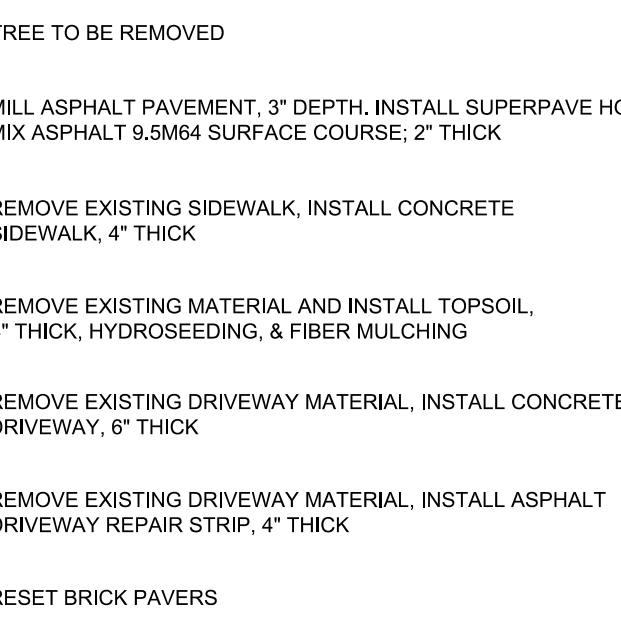 TREE TO BE REMOVED
MILL ASPHALT PAVEMENT, 3" DEPTH. INSTALL SUPERPAVE HO
MIX ASPHALT 9.5M64 SURFACE COURSE; 2" THICK
REMOVE EXISTING SIDEWALK, INSTALL CONCRETE
SIDEWALK, 4" THICK
REMOVE EXISTING MATERIAL AND INSTALL TOPSOIL,
" THICK, HYDROSEEDING, & FIBER MULCHING
REMOVE EXISTING DRIVEWAY MATERIAL, INSTALL CONCRETE
DRIVEWAY, 6" THICK
REMOVE EXISTING DRIVEWAY MATERIAL, INSTALL ASPHALT
DRIVEWAY REPAIR STRIP, 4" THICK
RESET BRICK PAVERS